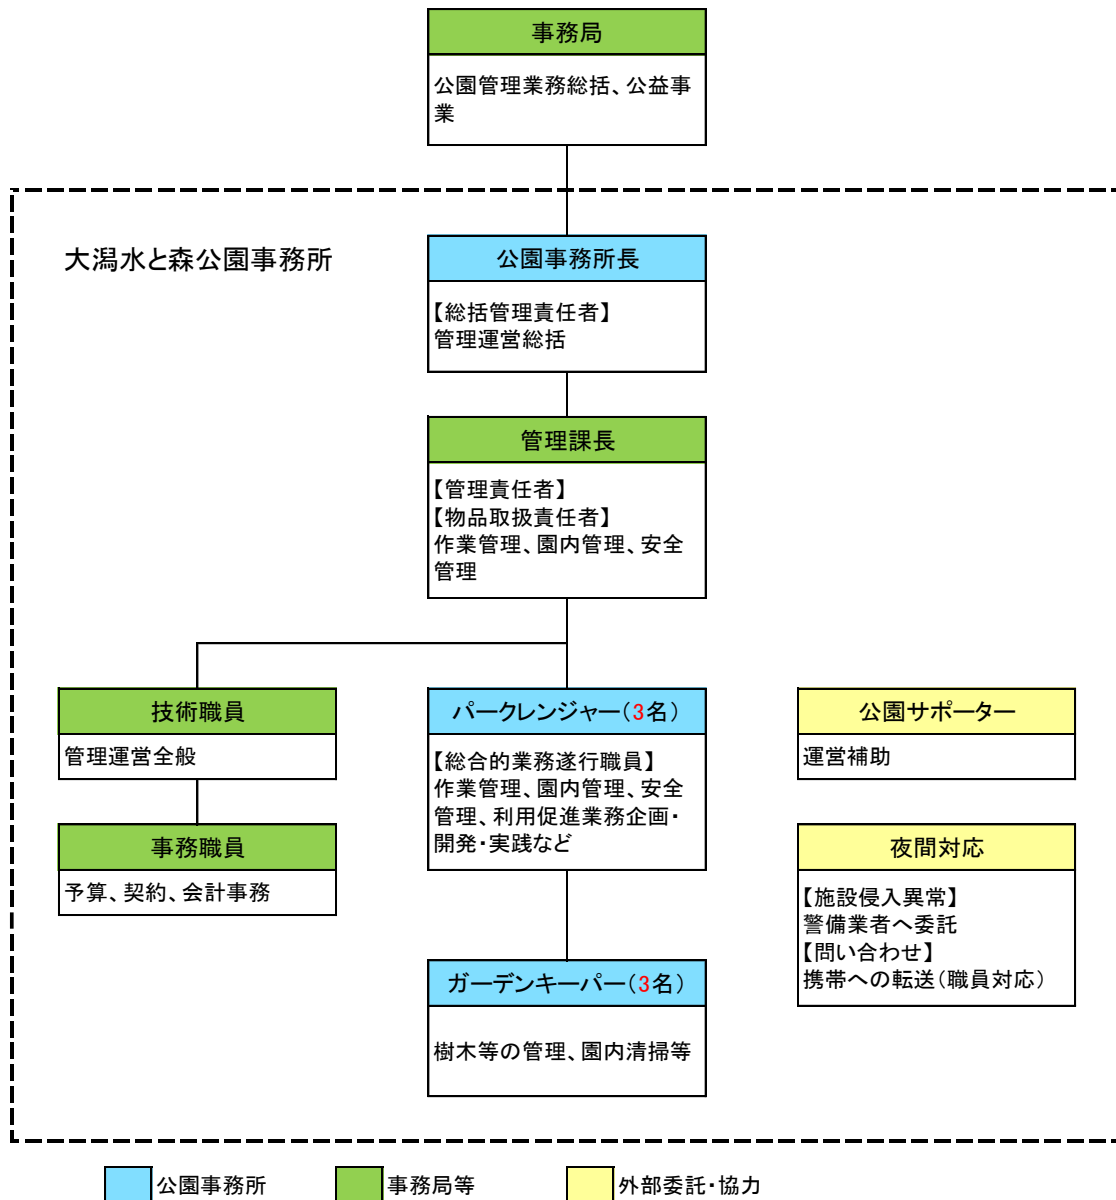 事務局
公園管理業務総括、公益事
業
大潟水と森公園事務所
公園事務所長
【総括管理責任者】
管理運営総括
管理課長
【管理責任者】
【物品取扱責任者】
作業管理、園内管理、安全
管理
技術職員
管理運営全般
事務職員
予算、契約、会計事務
パークレンジャー(3名)
【総合的業務遂行職員】
作業管理、園内管理、安全
管理、利用促進業務企画・
開発・実践など
ガーデンキーパー(3名)
樹木等の管理、園内清掃等
公園サポーター
運営補助
夜間対応
【施設侵入異常】
警備業者へ委託
【問い合わせ】
携帯への転送(職員対応)
公園事務所
事務局等
外部委託・協力